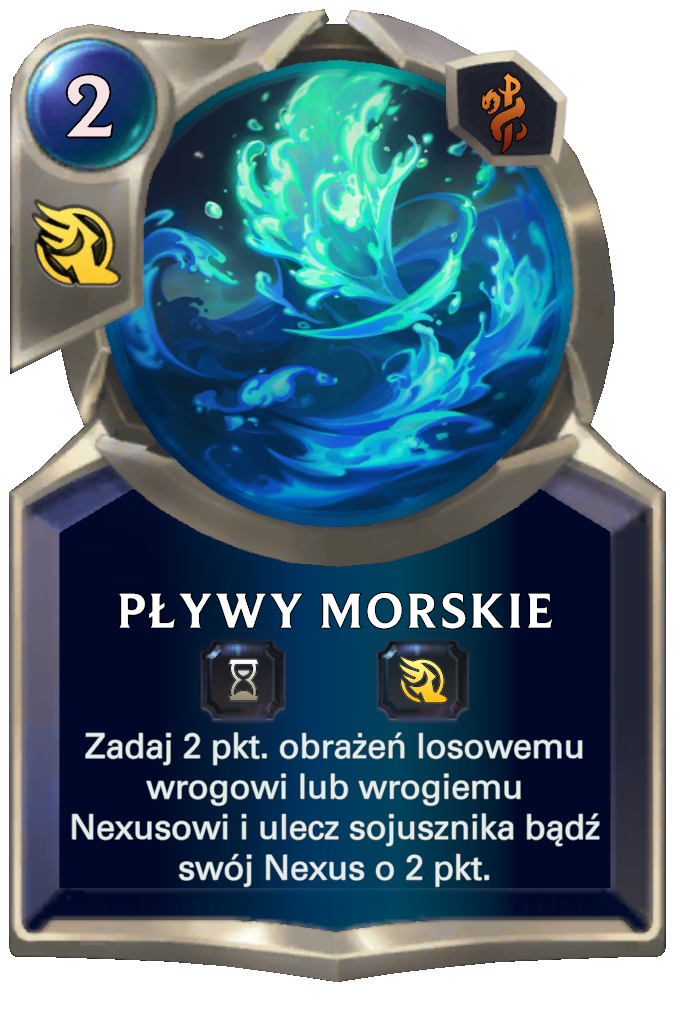 2
PŁYWY MORSKIE
Zadaj 2 pkt. obrażeń losowemu
wrogowi lub wrogiemu
Nexusowi i ulecz sojusznika bądź
swój Nexus o 2 pkt.